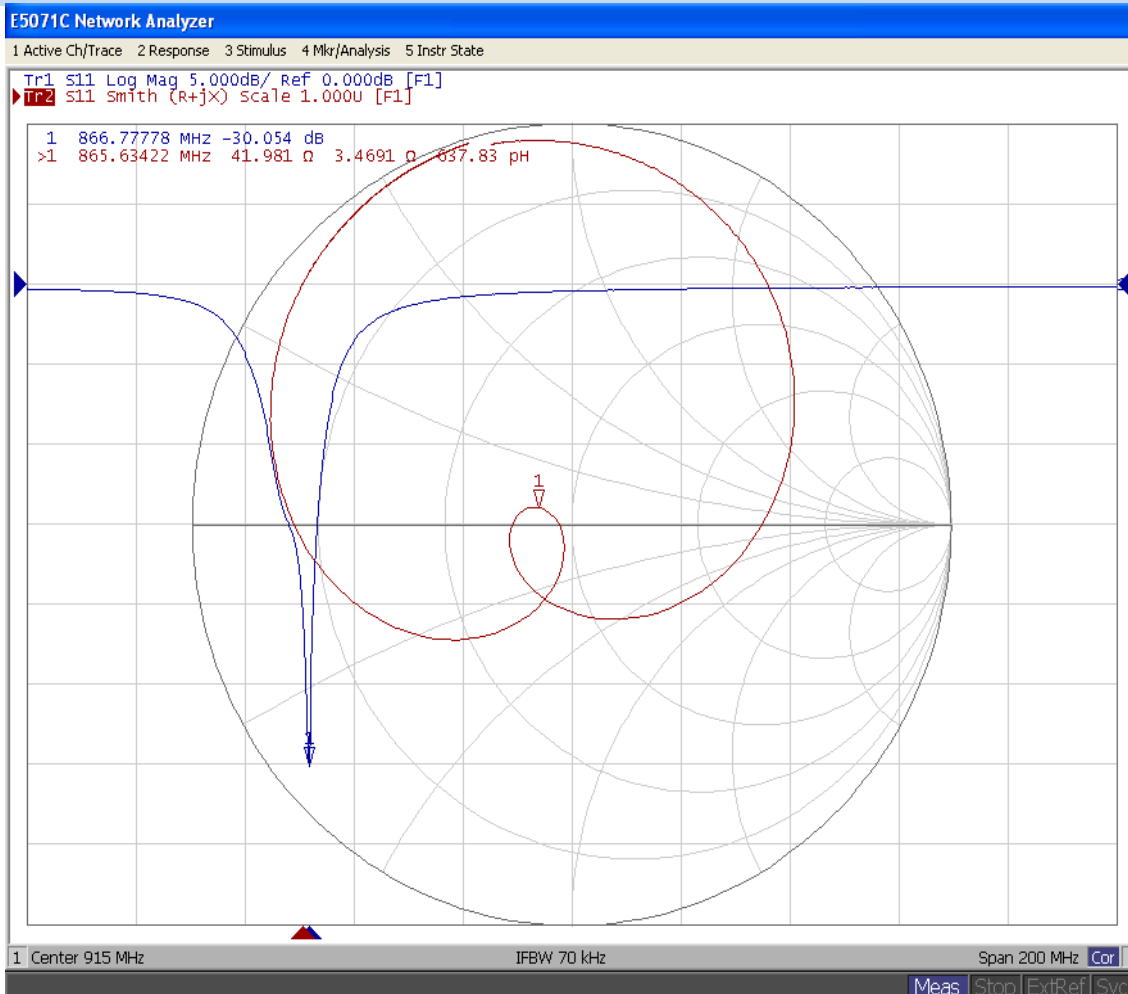 E5071C Network Analyzer
1 Active Ch/Trace 2 Response 3 Stimulus 4 Mkr/Analysis 5 Instr State
Tr1 S11 Log Mag 5.000dB/ Ref 0.000dB [F1]
Tr2 S11 Smith (R+jX) Scale 1.000U [F1]
1 866.77778 MHz -30.054 dB
>1 865.63422 MHz 41.981 Ω 3.4691 Ω 637.83 pH
1
1
1 Center 915 MHz IFBW 70 kHz Span 200 MHz Cor
Meas Stop ExtRef Svc